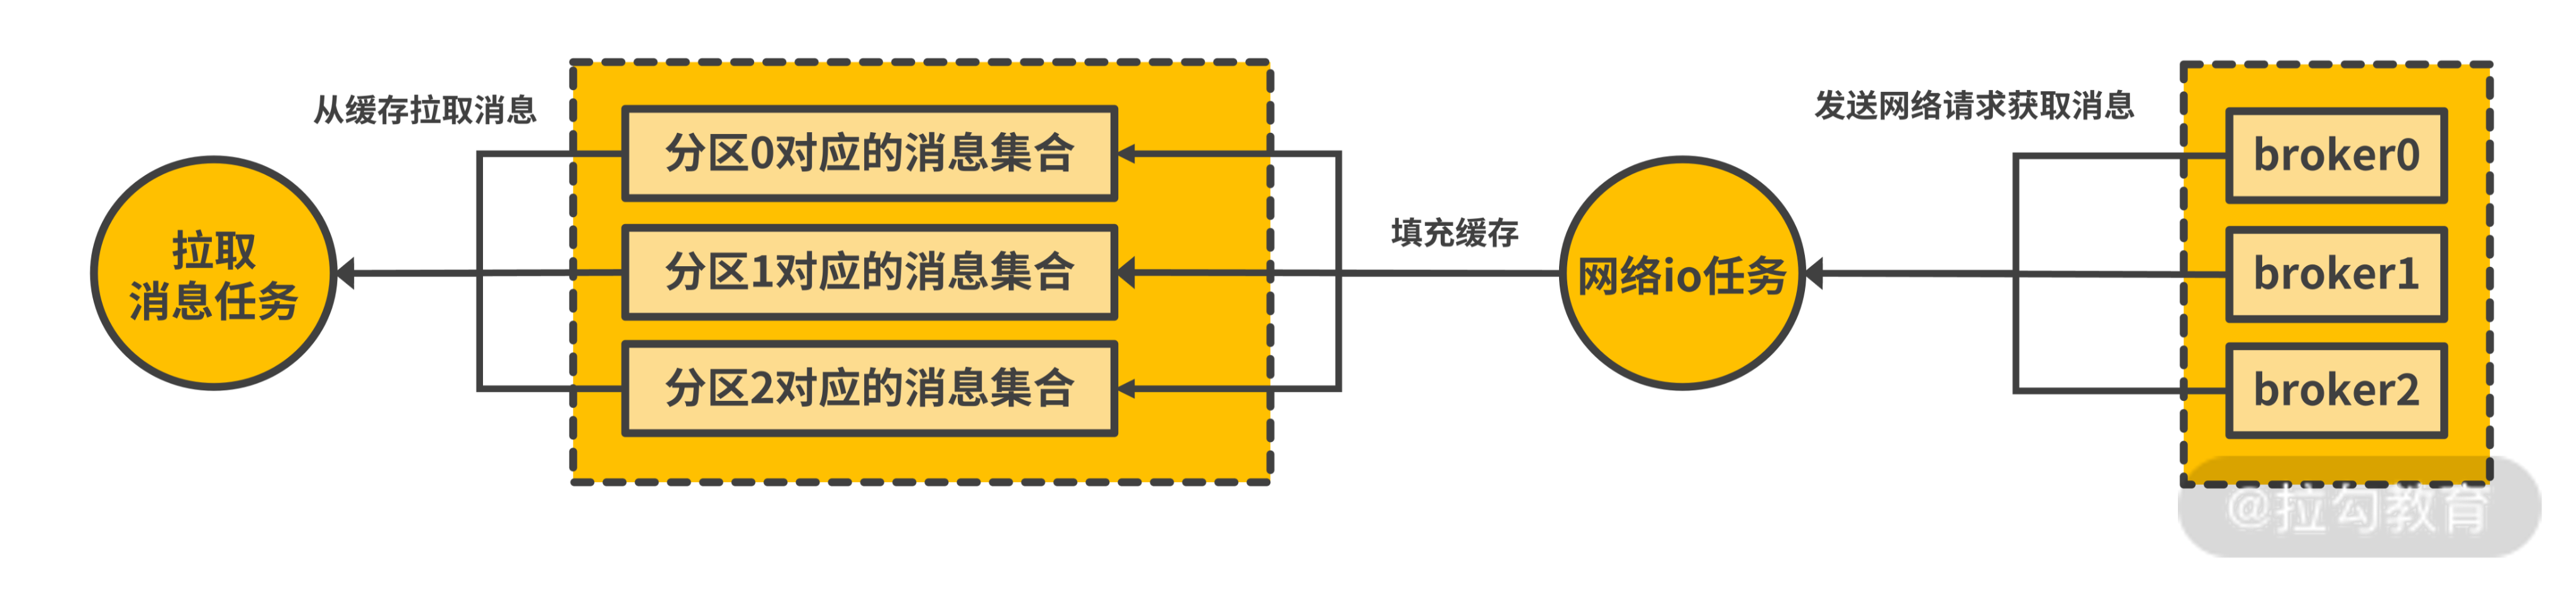 从缓存拉取消息
拉取
消息任务
分区0对应的消息集合
分区1对应的消息集合
分区2对应的消息集合
填充缓存
网络io任务
发送网络请求获取消息
broker0
broker1
broker2
@拉勾教育